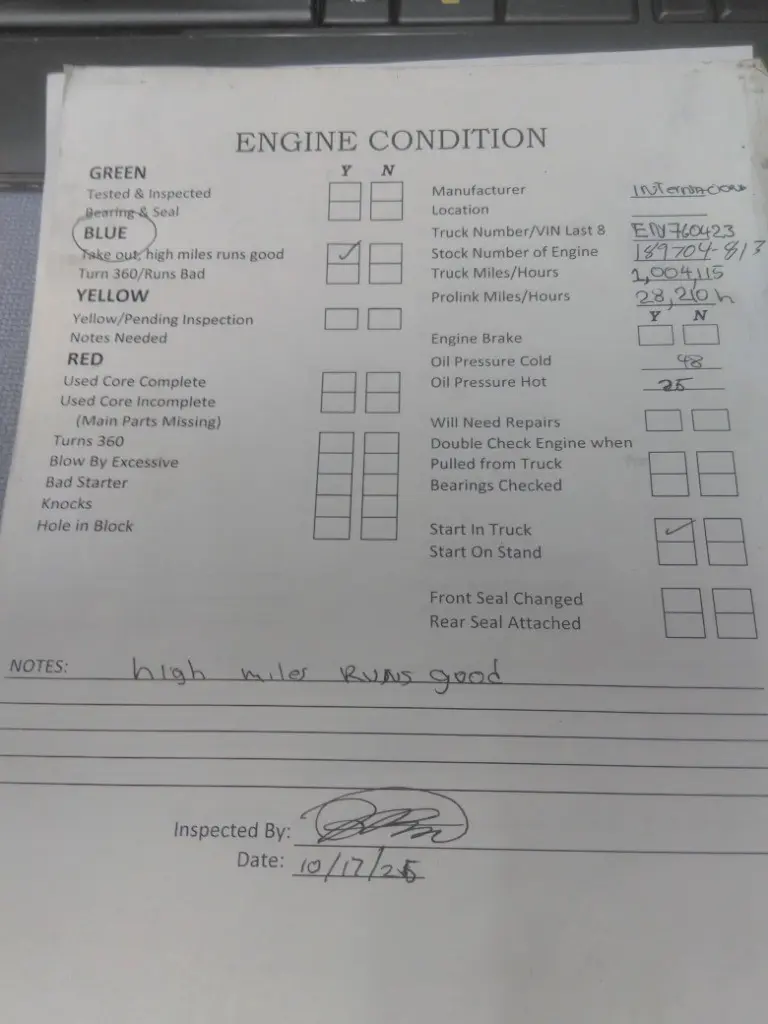 ENGINE CONDITION
GREEN Y N
Tested & Inspected
Bearing & Seal
BLUE
Take out, high miles runs good
Turn 360/Runs Bad
YELLOW
Yellow/Pending Inspection
Notes Needed
RED
Used Core Complete
Used Core Incomplete
(Main Parts Missing)
Turns 360
Blow By Excessive
Bad Starter
Knocks
Hole in Block
Manufacturer
Location
Truck Number/VIN Last 8 EN760423
Stock Number of Engine 189704-813
Truck Miles/Hours 1,004,115
Prolink Miles/Hours 28,210 h
Y N
Engine Brake
Oil Pressure Cold 48
Oil Pressure Hot 25
Will Need Repairs
Double Check Engine when
Pulled from Truck
Bearings Checked
Start In Truck
Start On Stand
Front Seal Changed
Rear Seal Attached
NOTES: high miles RUNS good
Inspected By:
Date: 10/17/25